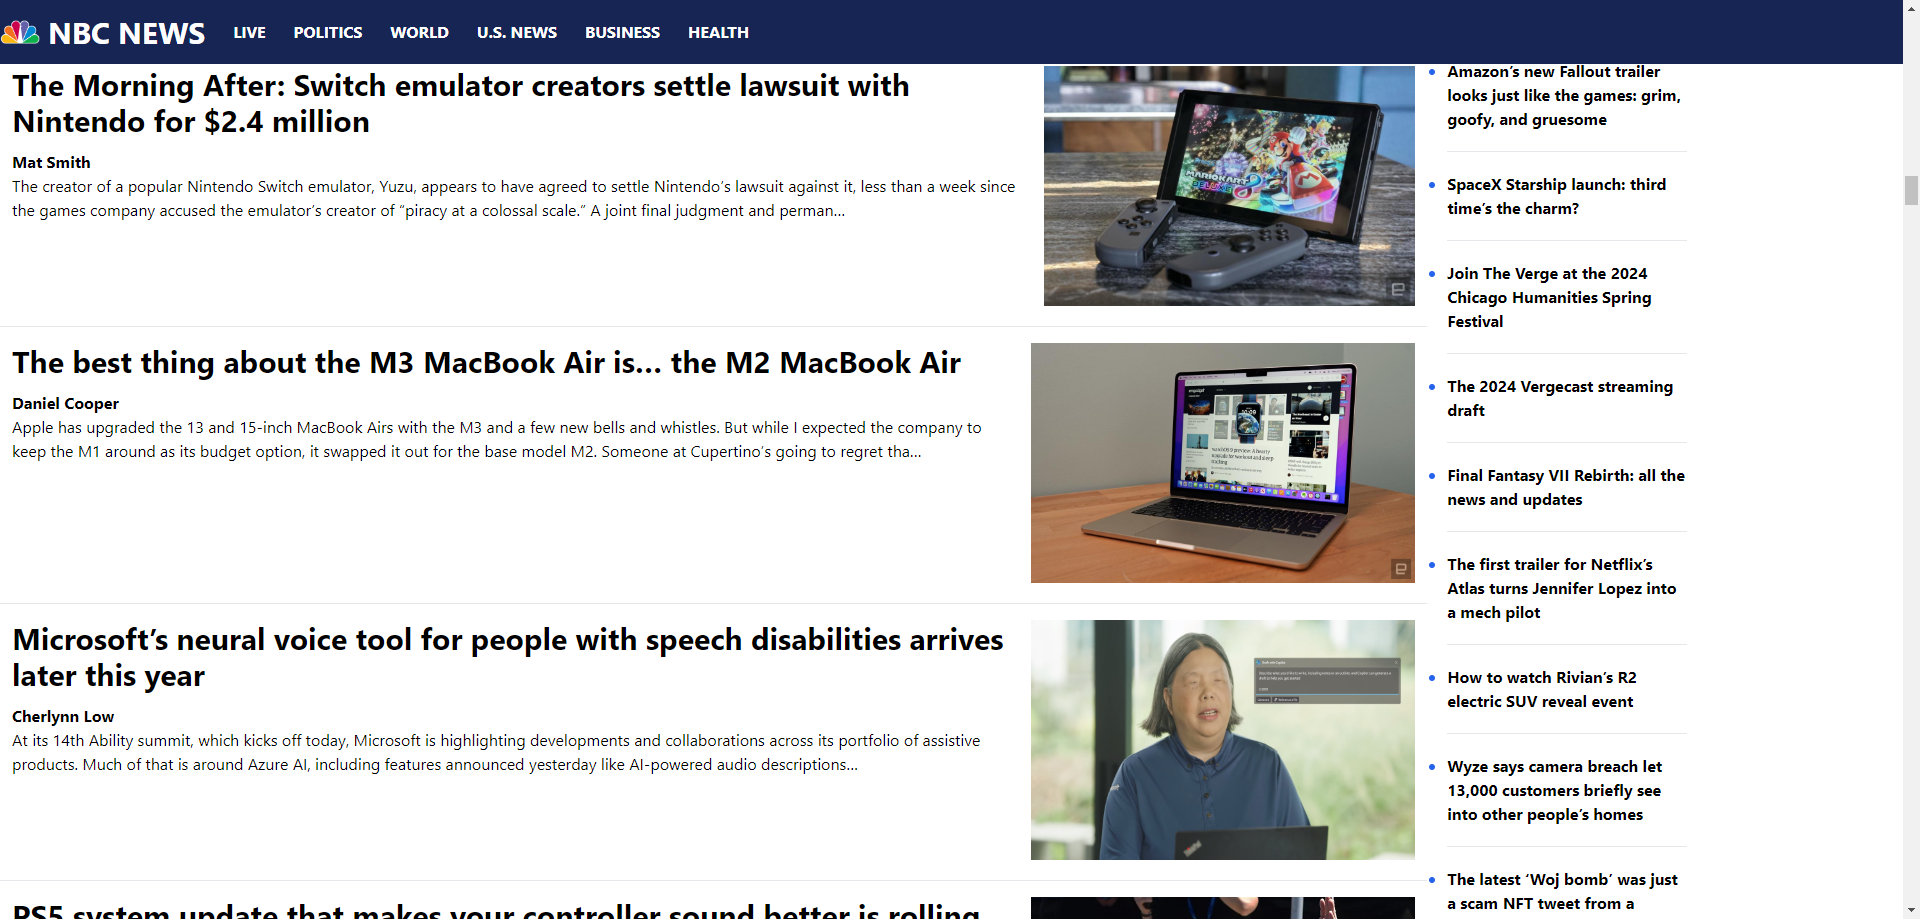 NBC NEWS
LIVE
POLITICS
WORLD
U.S. NEWS
BUSINESS
HEALTH
The Morning After: Switch emulator creators settle lawsuit with
Nintendo for $2.4 million
Mat Smith
The creator of a popular Nintendo Switch emulator, Yuzu, appears to have agreed to settle Nintendo’s lawsuit against it, less than a week since
the games company accused the emulator’s creator of “piracy at a colossal scale.” A joint final judgment and perman...
MARIOKART 8
DELUXE
The best thing about the M3 MacBook Air is… the M2 MacBook Air
Daniel Cooper
Apple has upgraded the 13 and 15-inch MacBook Airs with the M3 and a few new bells and whistles. But while I expected the company to
keep the M1 around as its budget option, it swapped it out for the base model M2. Someone at Cupertino’s going to regret tha...
Microsoft’s neural voice tool for people with speech disabilities arrives
later this year
Cherlynn Low
At its 14th Ability summit, which kicks off today, Microsoft is highlighting developments and collaborations across its portfolio of assistive
products. Much of that is around Azure AI, including features announced yesterday like AI-powered audio descriptions...
PS5 system update that makes your controller sound better is rolling
Amazon’s new Fallout trailer
looks just like the games: grim,
goofy, and gruesome
SpaceX Starship launch: third
time’s the charm?
Join The Verge at the 2024
Chicago Humanities Spring
Festival
The 2024 Vergecast streaming
draft
Final Fantasy VII Rebirth: all the
news and updates
The first trailer for Netflix’s
Atlas turns Jennifer Lopez into
a mech pilot
How to watch Rivian’s R2
electric SUV reveal event
Wyze says camera breach let
13,000 customers briefly see
into other people’s homes
The latest ‘Woj bomb’ was just
a scam NFT tweet from a